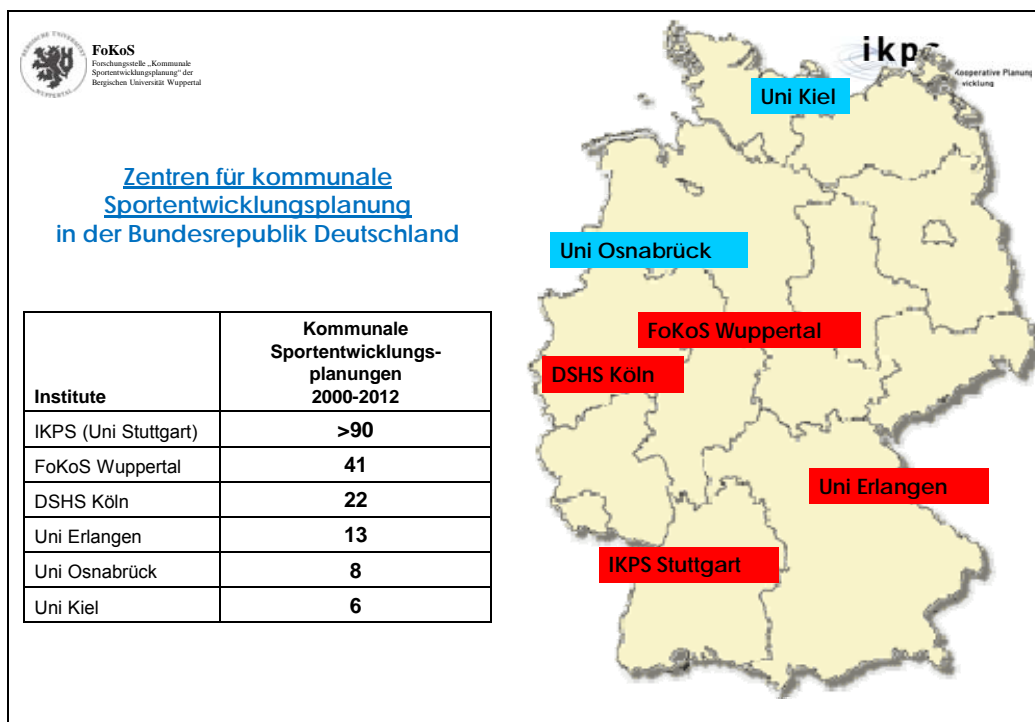 FoKoS
Forschungsstelle „Kommunale
Sportentwicklungsplanung“ der
Bergischen Universität Wuppertal
ikps
Kooperative Planung
wicklung
Zentren für kommunale
Sportentwicklungsplanung
in der Bundesrepublik Deutschland
Institute
Kommunale
Sportentwicklungs-
planungen
2000-2012
IKPS (Uni Stuttgart) >90
FoKoS Wuppertal 41
DSHS Köln 22
Uni Erlangen 13
Uni Osnabrück 8
Uni Kiel 6
Uni Kiel
Uni Osnabrück
FoKoS Wuppertal
DSHS Köln
Uni Erlangen
IKPS Stuttgart